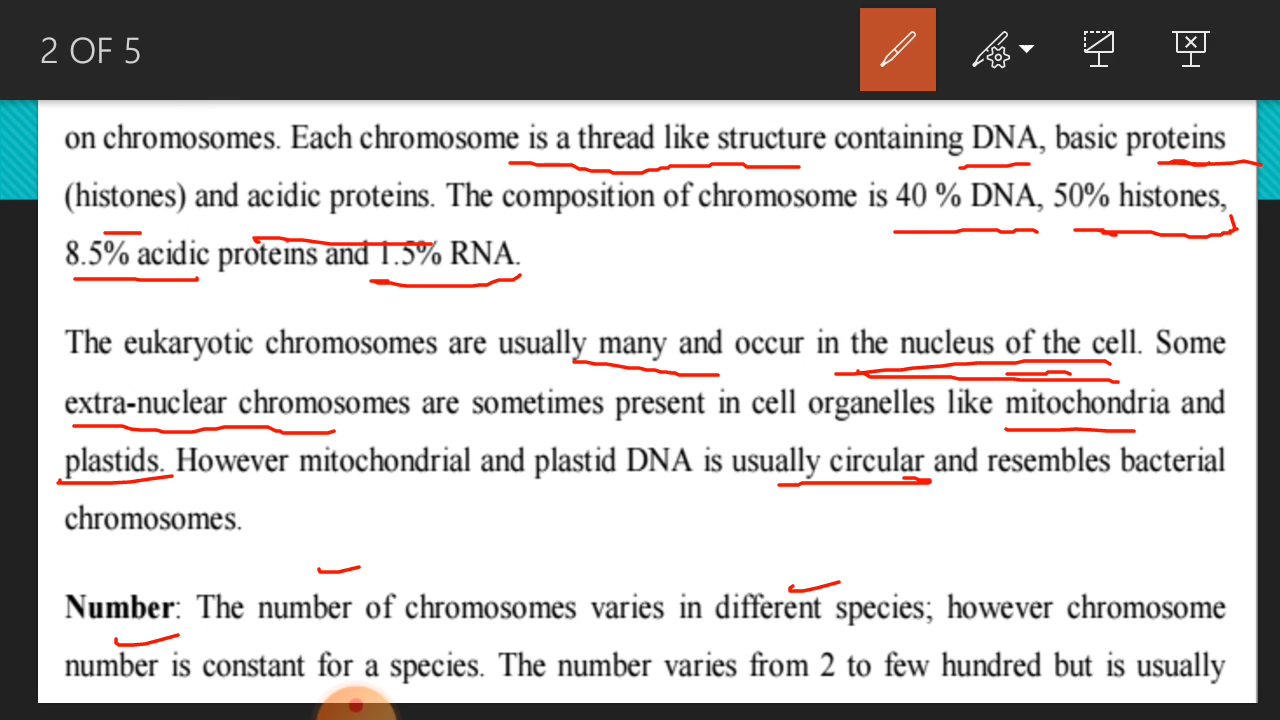 2 OF 5
on chromosomes. Each chromosome is a thread like structure containing DNA, basic proteins
(histones) and acidic proteins. The composition of chromosome is 40 % DNA, 50% histones,
8.5% acidic proteins and 1.5% RNA.
The eukaryotic chromosomes are usually many and occur in the nucleus of the cell. Some
extra-nuclear chromosomes are sometimes present in cell organelles like mitochondria and
plastids. However mitochondrial and plastid DNA is usually circular and resembles bacterial
chromosomes.
Number: The number of chromosomes varies in different species; however chromosome
number is constant for a species. The number varies from 2 to few hundred but is usually